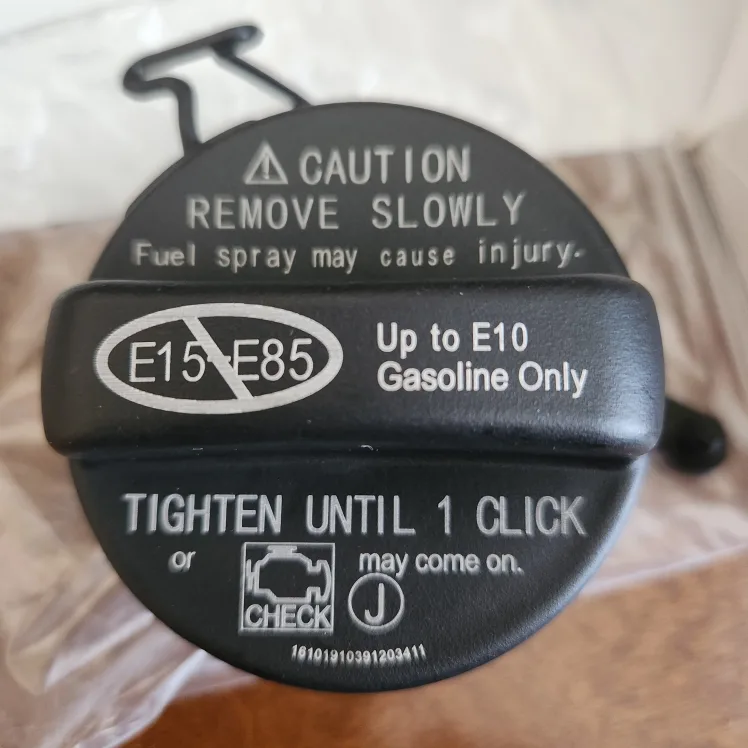 CAUTION
REMOVE SLOWLY
Fuel spray may cause injury.
E15-E85
Up to E10
Gasoline Only
TIGHTEN UNTIL 1 CLICK
or CHECK may come on.
J
16101910391203411